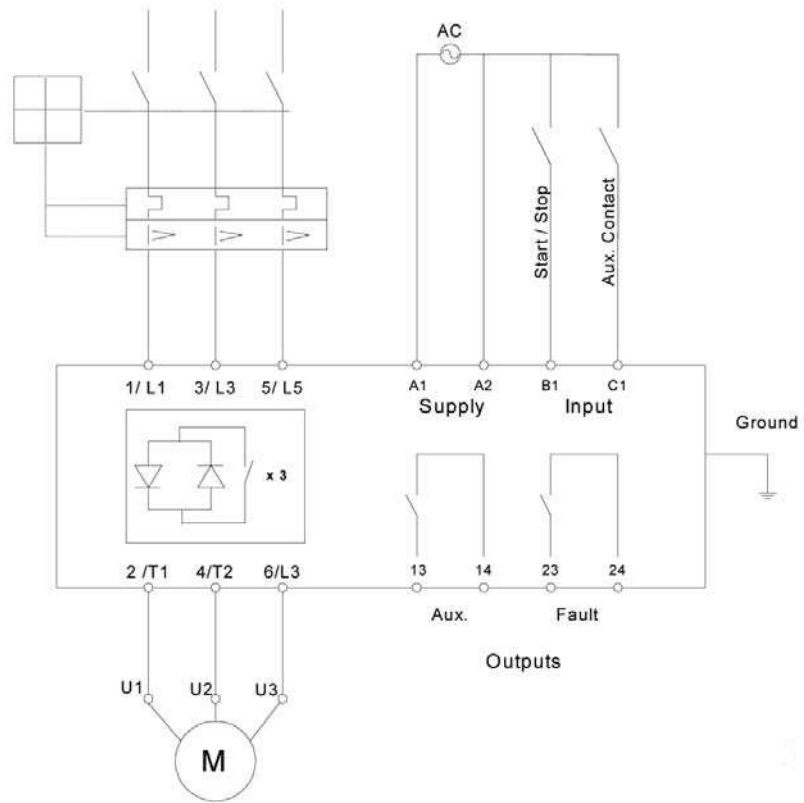 AC
Start / Stop
Aux. Contact
1/ L1 3/ L3 5/ L5
A1 A2 B1 C1
Supply Input
Ground
x 3
2 /T1 4/T2 6/L3
13 14 23 24
Aux. Fault
Outputs
U1 U2 U3
M